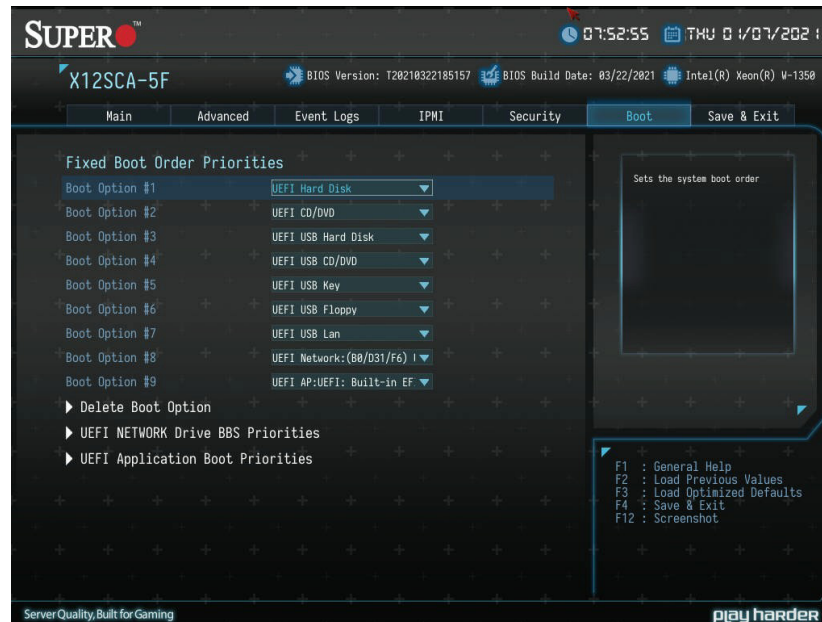 SUPER™
07:52:55 THU 01/07/2021
X12SCA-5F
BIOS Version: T20210322185157 BIOS Build Date: 03/22/2021 Intel(R) Xeon(R) W-1350
Main Advanced Event Logs IPMI Security Boot Save & Exit
Fixed Boot Order Priorities
Boot Option #1 UEFI Hard Disk
Boot Option #2 UEFI CD/DVD
Boot Option #3 UEFI USB Hard Disk
Boot Option #4 UEFI USB CD/DVD
Boot Option #5 UEFI USB Key
Boot Option #6 UEFI USB Floppy
Boot Option #7 UEFI USB Lan
Boot Option #8 UEFI Network:(B0/D31/F6)
Boot Option #9 UEFI AP:UEFI: Built-in EF
Delete Boot Option
UEFI NETWORK Drive BBS Priorities
UEFI Application Boot Priorities
Sets the system boot order
F1 : General Help
F2 : Load Previous Values
F3 : Load Optimized Defaults
F4 : Save & Exit
F12 : Screenshot
Server Quality, Built for Gaming
play harder